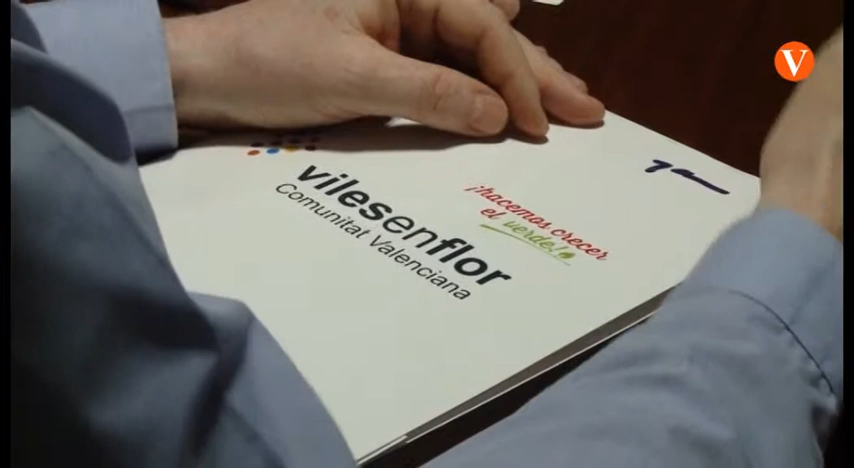 V
vilesenflor
Comunitat Valenciana
¡hacemos crecer
el verde!